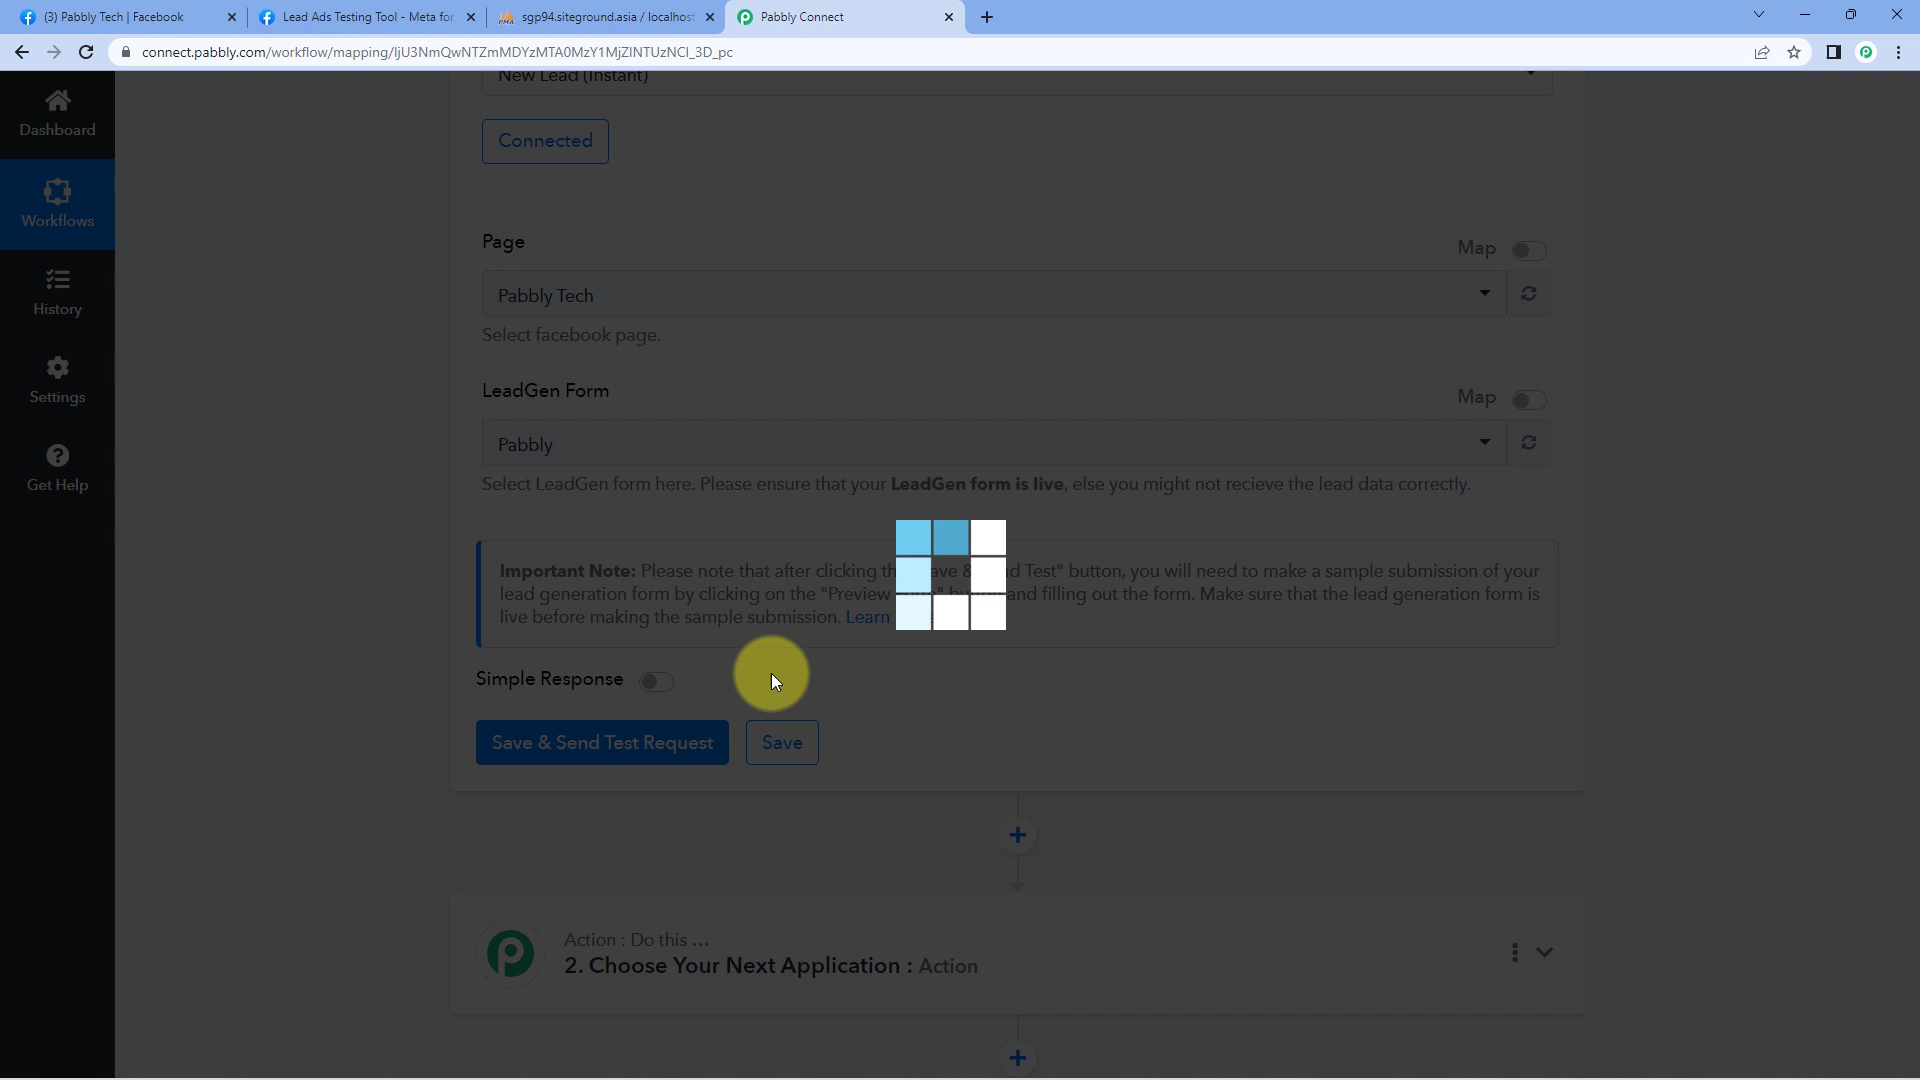 (3) Pabbly Tech | Facebook
Lead Ads Testing Tool - Meta for
sgp94.siteground.asia / localhost
Pabbly Connect
connect.pabbly.com/workflow/mapping/IjU3NmQwNTZmMDYzMTA0MzY1MjZlNTUzNCI_3D_pc
New Lead (Instant)
Dashboard
Connected
Workflows
Page
Map
History
Pabbly Tech
Select facebook page.
Settings
LeadGen Form
Map
Pabbly
Get Help
Select LeadGen form here. Please ensure that your LeadGen form is live, else you might not recieve the lead data correctly.
Important Note: Please note that after clicking th ave & d Test" button, you will need to make a sample submission of your
lead generation form by clicking on the "Preview and filling out the form. Make sure that the lead generation form is
live before making the sample submission. Learn
Simple Response
Save & Send Test Request
Save
Action : Do this ...
2. Choose Your Next Application : Action